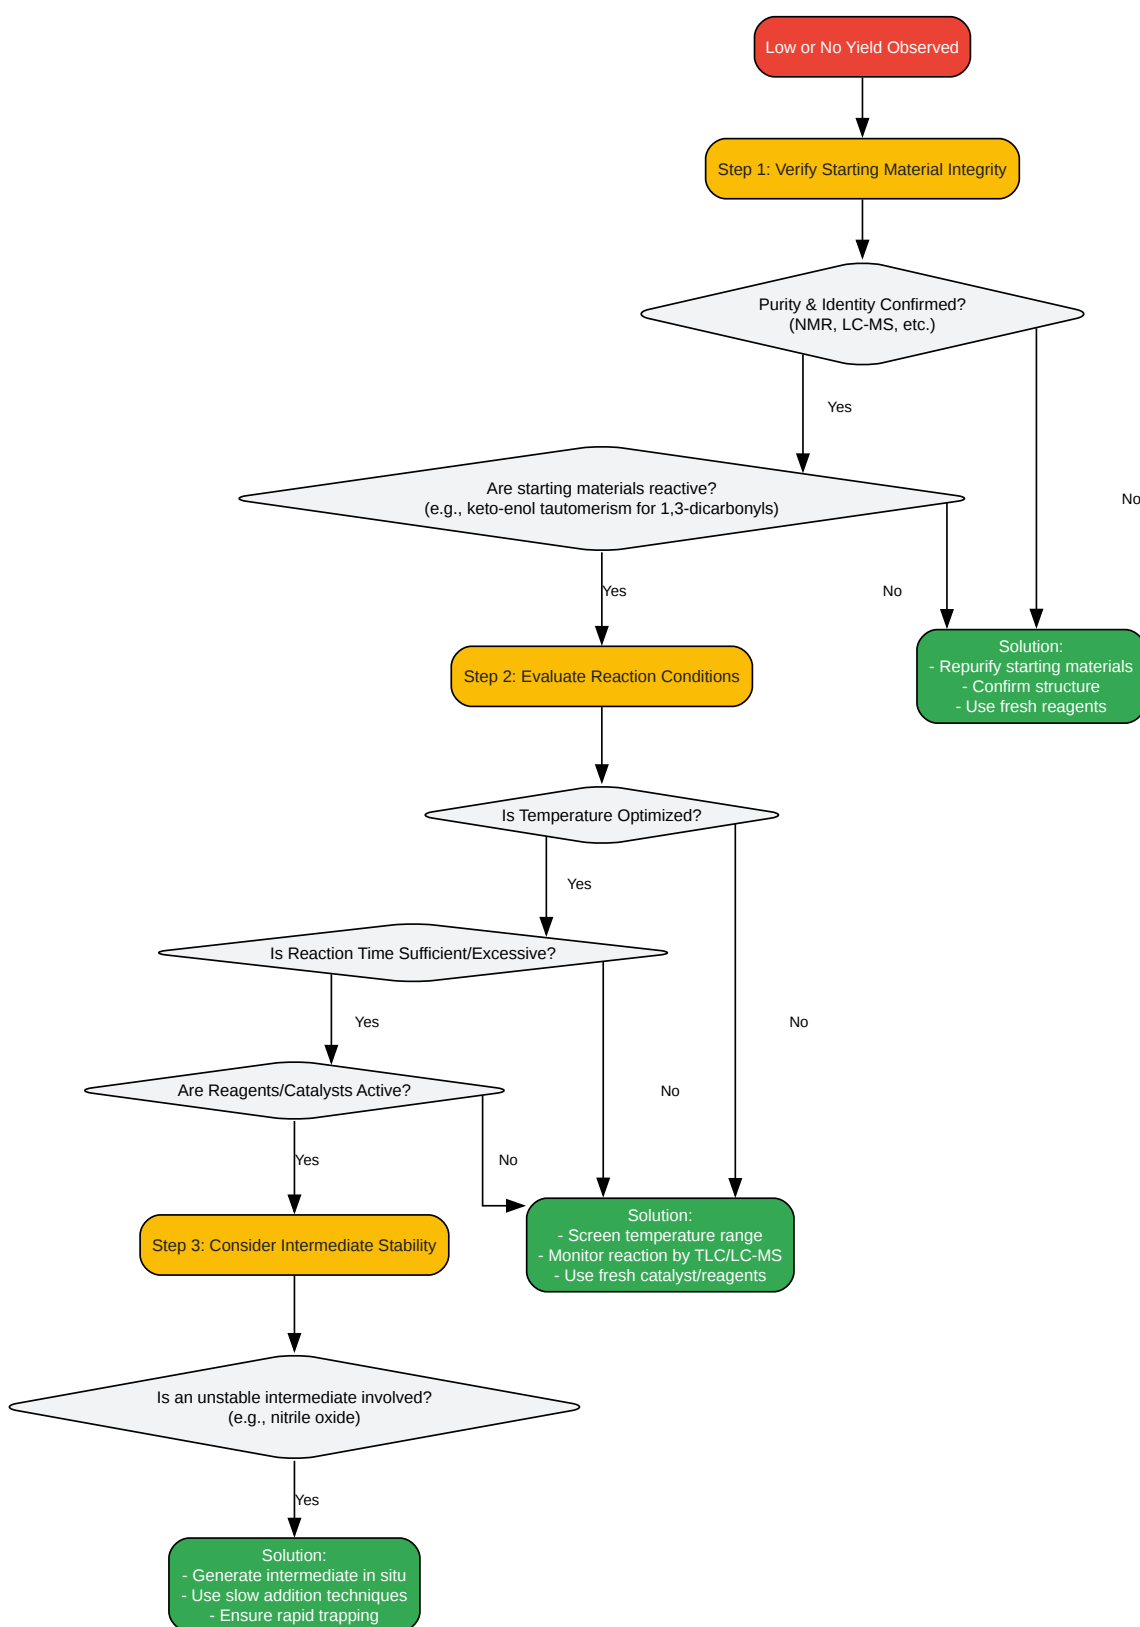 Low or No Yield Observed
Step 1: Verify Starting Material Integrity
Purity & Identity Confirmed?
(NMR, LC-MS, etc.)
Yes
Are starting materials reactive?
(e.g., keto-enol tautomerism for 1,3-dicarbonyls)
No
Yes
No
Solution:
- Repurify starting materials
- Confirm structure
- Use fresh reagents
Step 2: Evaluate Reaction Conditions
Is Temperature Optimized?
Yes
Is Reaction Time Sufficient/Excessive?
Yes
No
Are Reagents/Catalysts Active?
No
Yes
No
Solution:
- Screen temperature range
- Monitor reaction by TLC/LC-MS
- Use fresh catalyst/reagents
Step 3: Consider Intermediate Stability
Is an unstable intermediate involved?
(e.g., nitrile oxide)
Yes
Solution:
- Generate intermediate in situ
- Use slow addition techniques
- Ensure rapid trapping